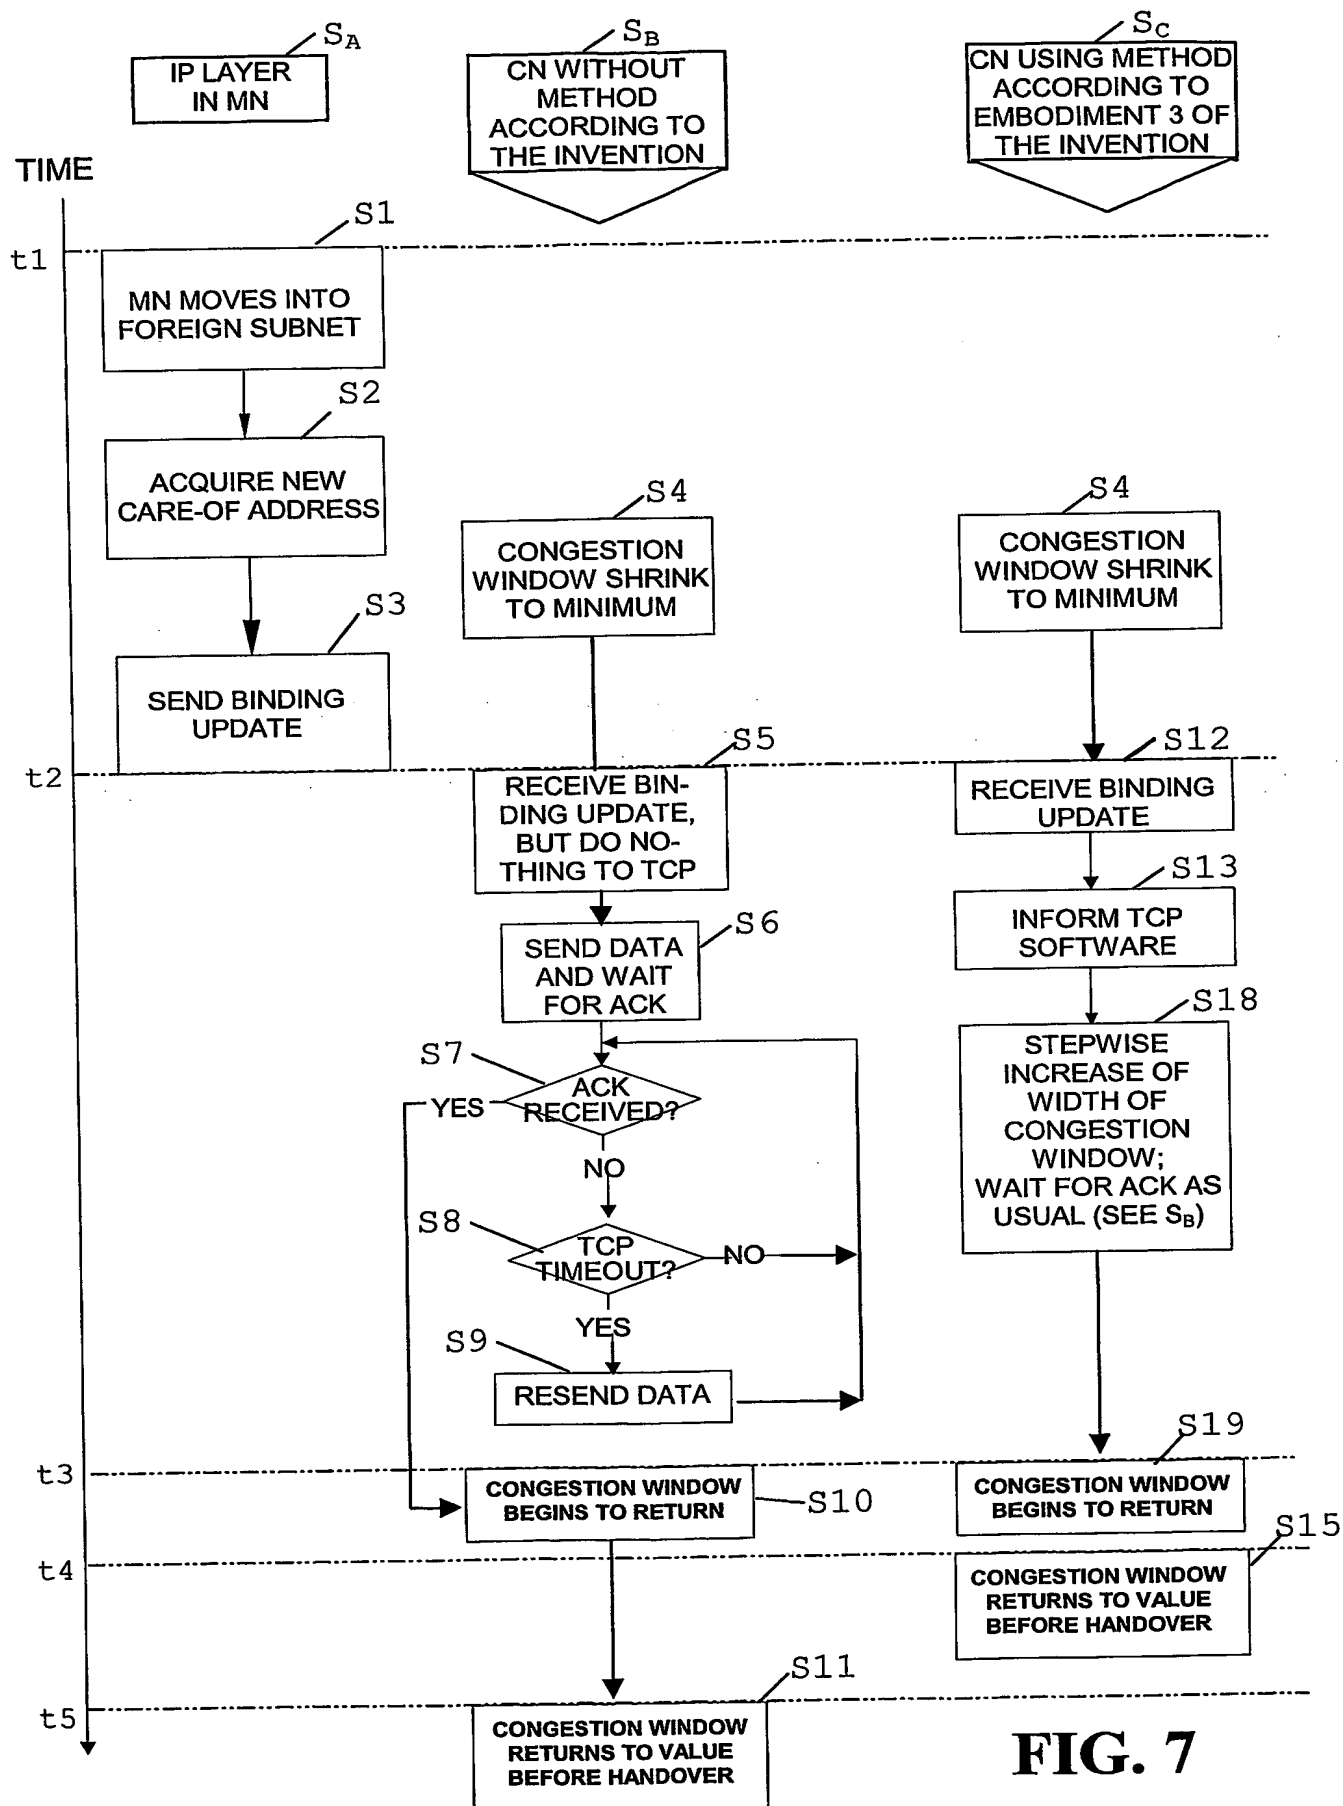 S_A
IP LAYER
IN MN
S_B
CN WITHOUT
METHOD
ACCORDING TO
THE INVENTION
S_C
CN USING METHOD
ACCORDING TO
EMBODIMENT 3 OF
THE INVENTION
TIME
t1
S1
MN MOVES INTO
FOREIGN SUBNET
S2
ACQUIRE NEW
CARE-OF ADDRESS
S3
SEND BINDING
UPDATE
S4
CONGESTION
WINDOW SHRINK
TO MINIMUM
S4
CONGESTION
WINDOW SHRINK
TO MINIMUM
t2
S5
RECEIVE BIN-
DING UPDATE,
BUT DO NO-
THING TO TCP
S6
SEND DATA
AND WAIT
FOR ACK
S7
ACK
RECEIVED?
YES
NO
S8
TCP
TIMEOUT?
NO
YES
S9
RESEND DATA
S12
RECEIVE BINDING
UPDATE
S13
INFORM TCP
SOFTWARE
S18
STEPWISE
INCREASE OF
WIDTH OF
CONGESTION
WINDOW;
WAIT FOR ACK AS
USUAL (SEE S_B)
t3
CONGESTION WINDOW
BEGINS TO RETURN
S10
S19
CONGESTION WINDOW
BEGINS TO RETURN
t4
S15
CONGESTION WINDOW
RETURNS TO VALUE
BEFORE HANDOVER
t5
S11
CONGESTION WINDOW
RETURNS TO VALUE
BEFORE HANDOVER
FIG. 7